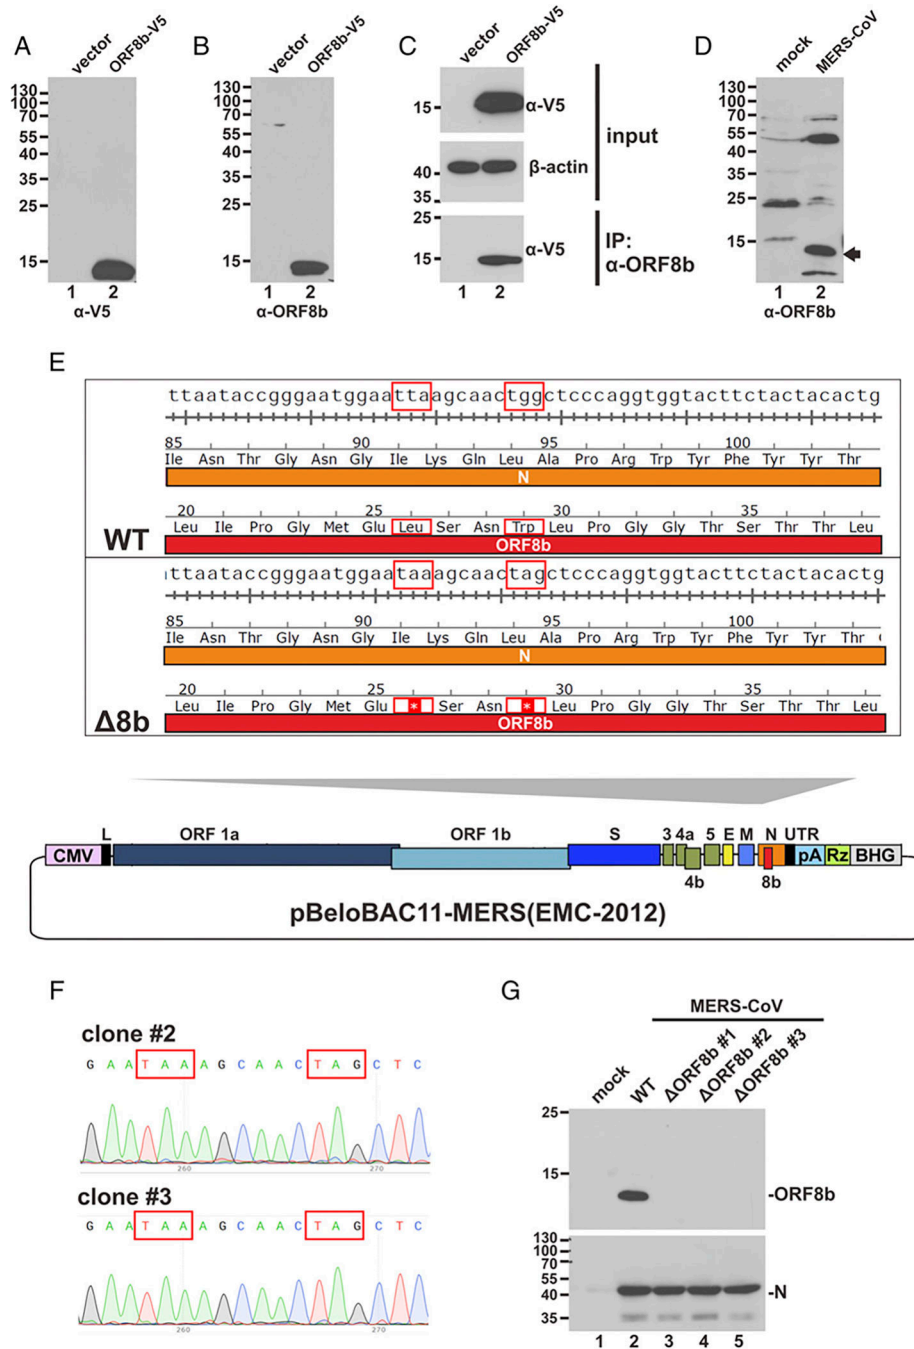 A
vector
ORF8b-V5
130
100
70
55
40
35
25
15
1 2
α-V5
B
vector
ORF8b-V5
130
100
70
55
40
35
25
15
1 2
α-ORF8b
C
vector
ORF8b-V5
15
α-V5
40
35
β-actin
input
25
15
α-V5
IP:
α-ORF8b
1 2
D
mock
MERS-CoV
130
100
70
55
40
35
25
15
1 2
α-ORF8b
E
ttaataccgggaatggaattaagcaactggctcccaggtggtacttctactacactg
85 90 95 100
Ile Asn Thr Gly Asn Gly Ile Lys Gln Leu Ala Pro Arg Trp Tyr Phe Tyr Tyr Thr
N
20 25 30 35
Leu Ile Pro Gly Met Glu Leu Ser Asn Trp Leu Pro Gly Gly Thr Ser Thr Thr Leu
WT
ORF8b
ttaataccgggaatggaataaagcaactagctcccaggtggtacttctactacactg
85 90 95 100
Ile Asn Thr Gly Asn Gly Ile Lys Gln Leu Ala Pro Arg Trp Tyr Phe Tyr Tyr Thr
N
20 25 30 35
Leu Ile Pro Gly Met Glu * Ser Asn * Leu Pro Gly Gly Thr Ser Thr Thr Leu
Δ8b
ORF8b
L ORF 1a ORF 1b S 3 4a 5 E M N UTR
CMV pA Rz BHG
4b 8b
pBeloBAC11-MERS(EMC-2012)
F
clone #2
G A A T A A A G C A A C T A G C T C
260 270
clone #3
G A A T A A A G C A A C T A G C T C
260 270
G
MERS-CoV
mock
WT
ΔORF8b #1
ΔORF8b #2
ΔORF8b #3
25
15
-ORF8b
130
100
70
55
40
35
-N
1 2 3 4 5